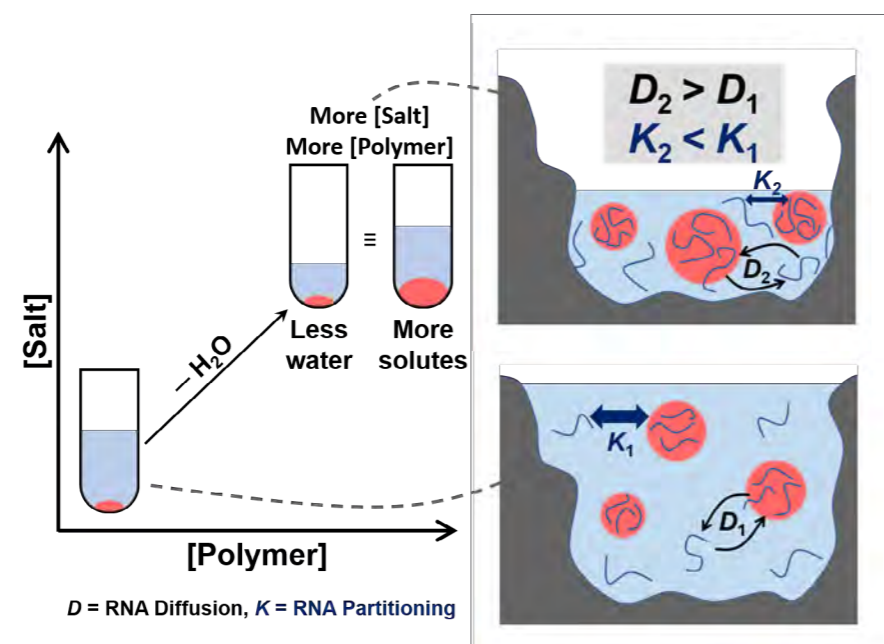 [Salt]
More [Salt]
More [Polymer]
≡
Less
water
More
solutes
— H₂O
[Polymer]
D = RNA Diffusion, K = RNA Partitioning
D₂ > D₁
K₂ < K₁
K₂
D₂
K₁
D₁